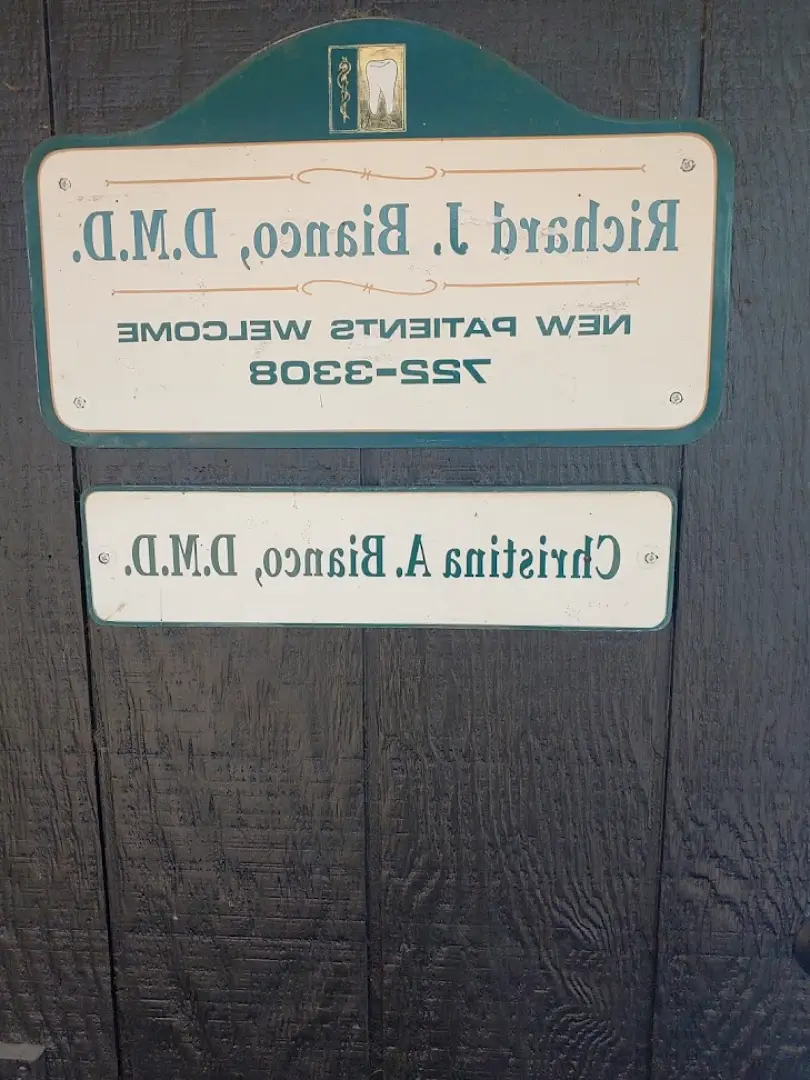 Richard J. Bianco, D.M.D.
NEW PATIENTS WELCOME
722-3308
Christina A. Bianco, D.M.D.